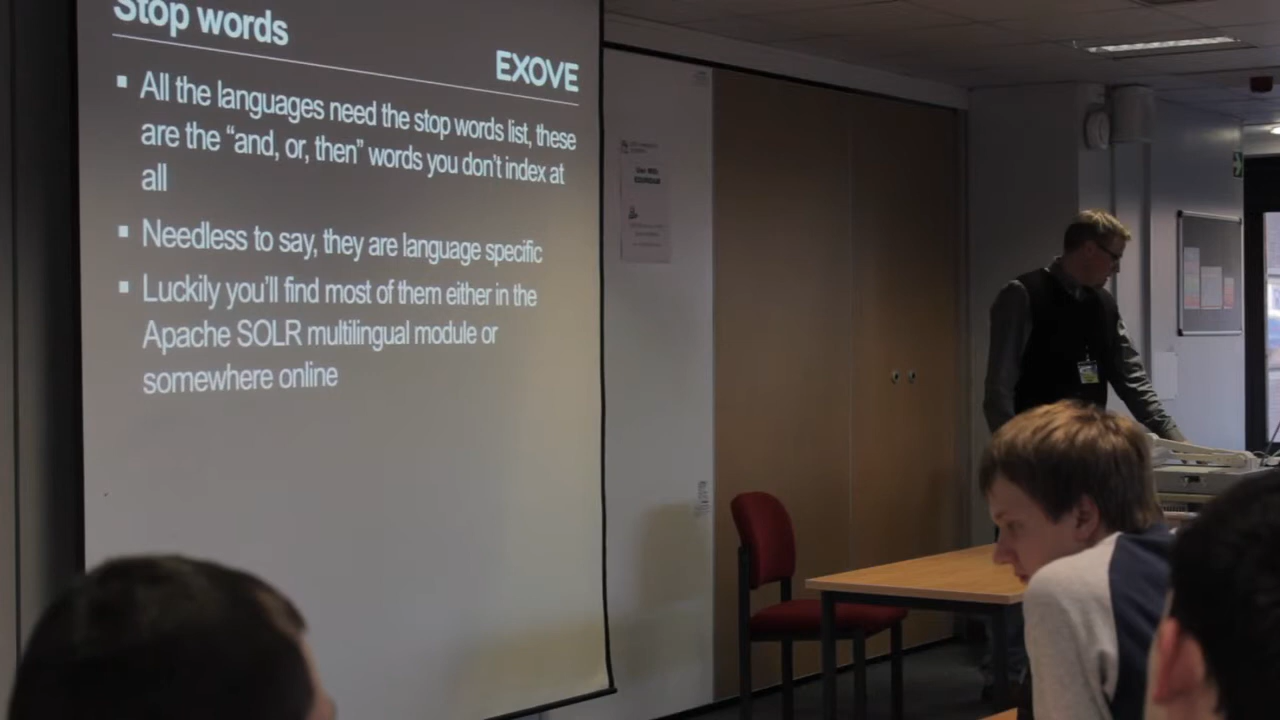 Stop words
EXOVE
All the languages need the stop words list, these
are the “and, or, then” words you don’t index at
all
Needless to say, they are language specific
Luckily you’ll find most of them either in the
Apache SOLR multilingual module or
somewhere online